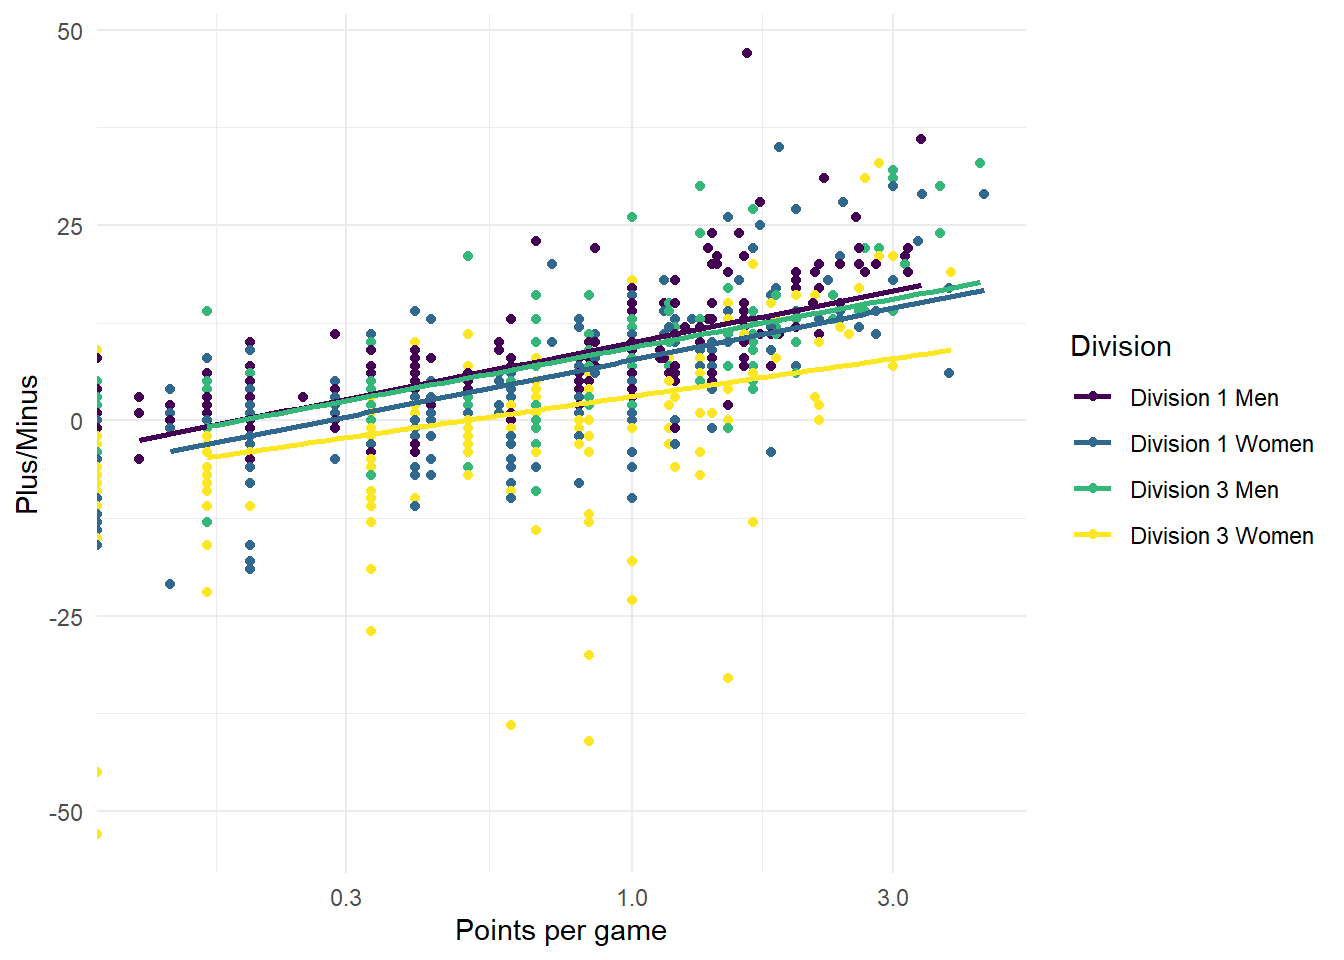 50
25
0
-25
-50
Plus/Minus
0.3
1.0
3.0
Points per game
Division
Division 1 Men
Division 1 Women
Division 3 Men
Division 3 Women